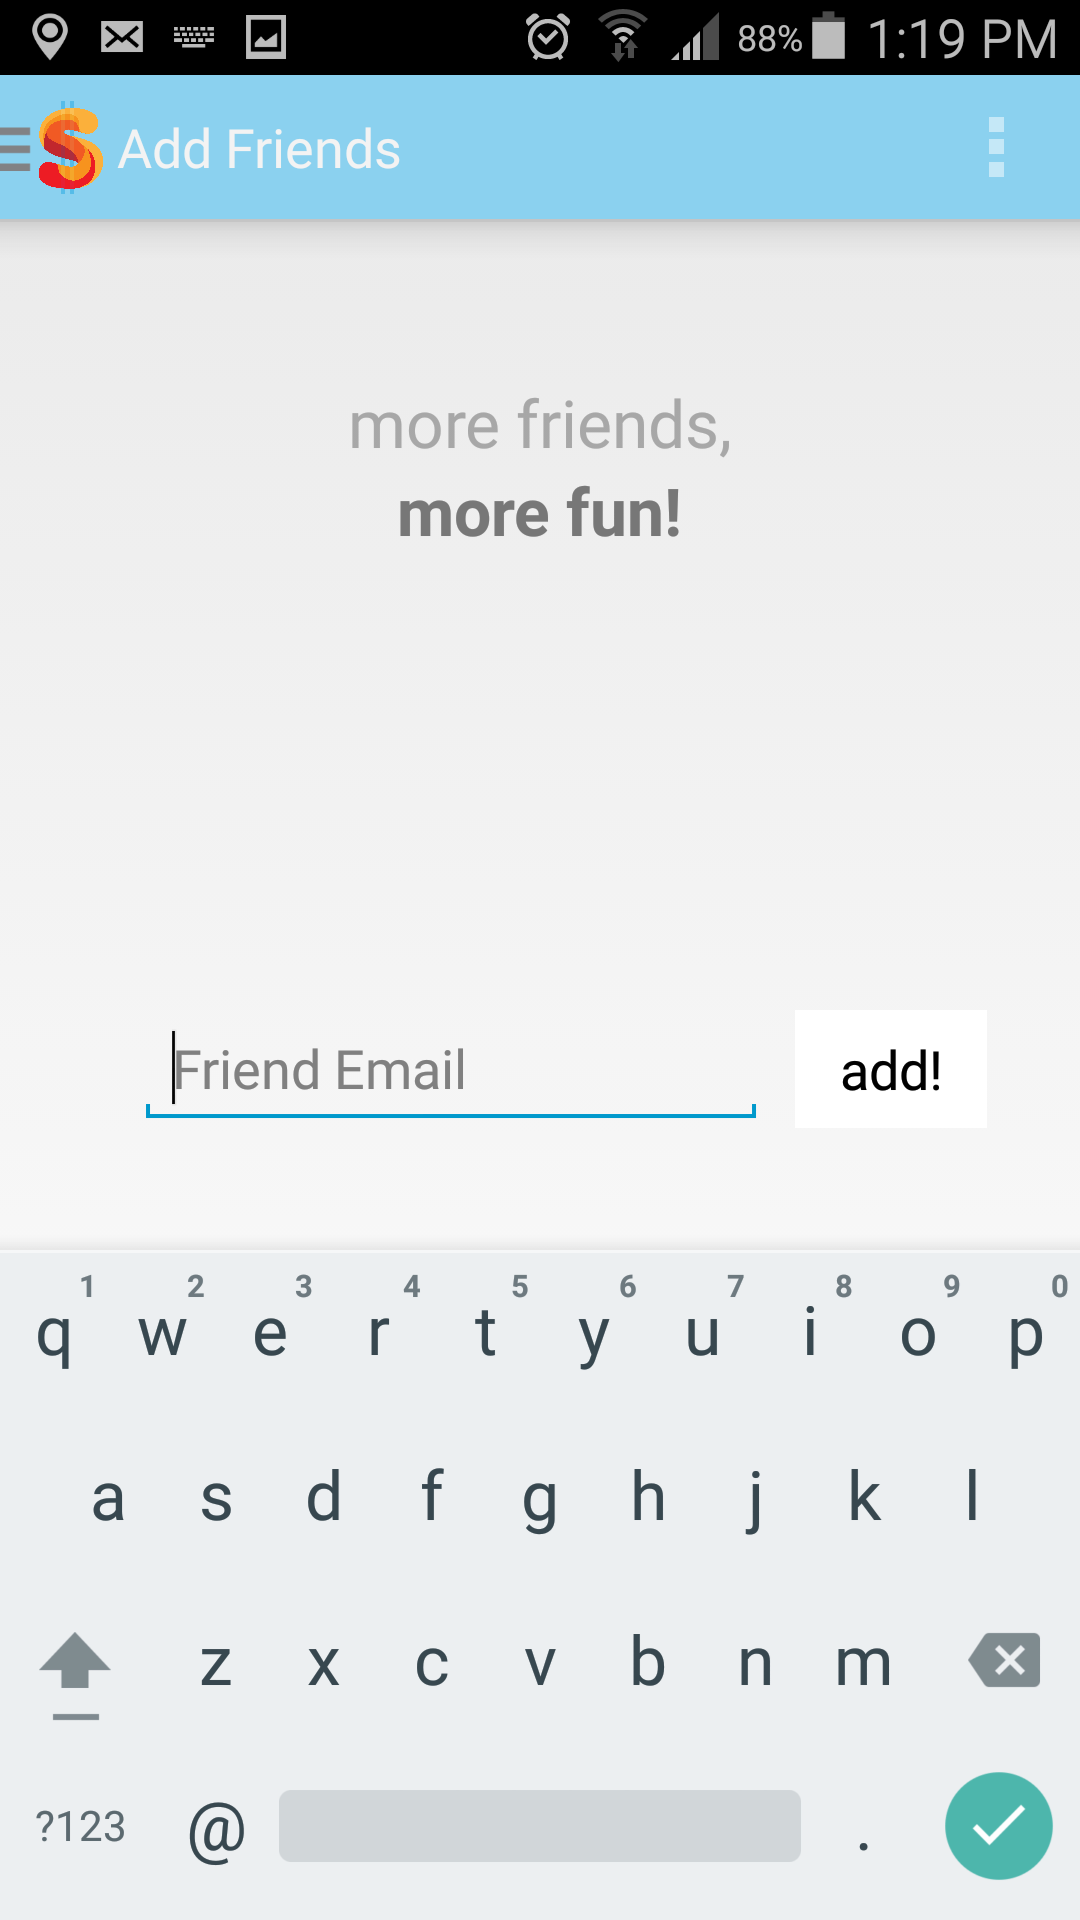 88% 1:19 PM
Add Friends
more friends,
more fun!
Friend Email
add!
1 2 3 4 5 6 7 8 9 0
q w e r t y u i o p
a s d f g h j k l
z x c v b n m
?123 @ .